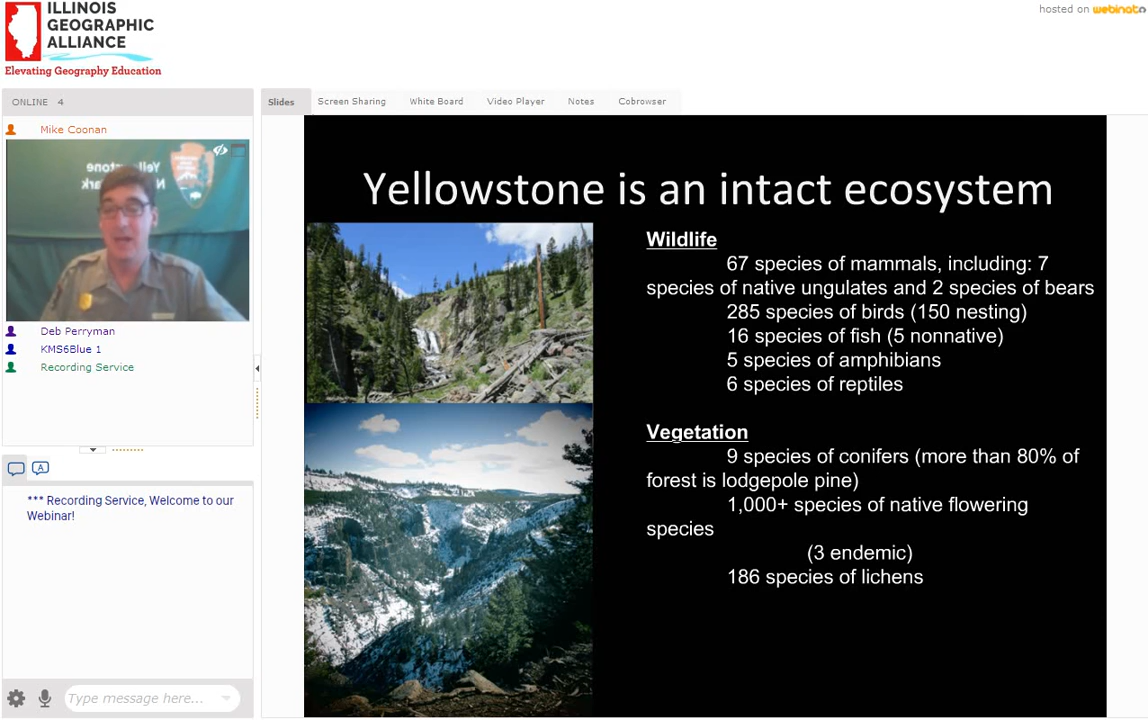 ILLINOIS
GEOGRAPHIC
ALLIANCE
Elevating Geography Education
hosted on webinato
ONLINE 4
Mike Coonan
Yellowstone
Deb Perryman
KMS6Blue 1
Recording Service
*** Recording Service, Welcome to our
Webinar!
Type message here...
Slides
Screen Sharing
White Board
Video Player
Notes
Cobrowser
Yellowstone is an intact ecosystem
Wildlife
67 species of mammals, including: 7
species of native ungulates and 2 species of bears
285 species of birds (150 nesting)
16 species of fish (5 nonnative)
5 species of amphibians
6 species of reptiles
Vegetation
9 species of conifers (more than 80% of
forest is lodgepole pine)
1,000+ species of native flowering
species
(3 endemic)
186 species of lichens